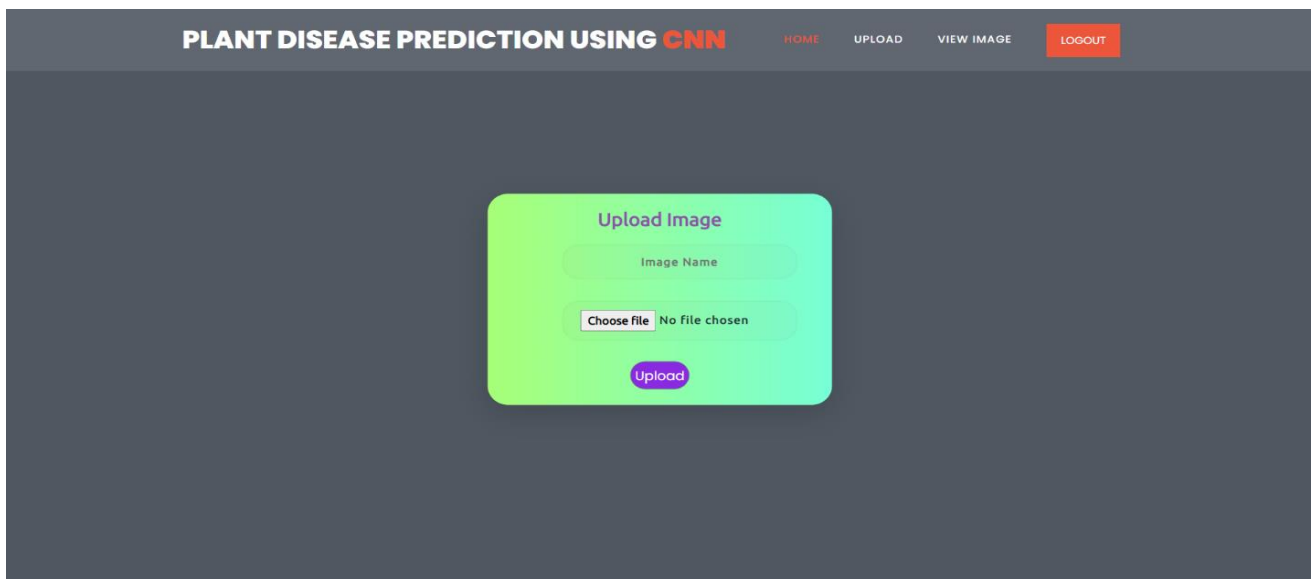 PLANT DISEASE PREDICTION USING CNN
HOME UPLOAD VIEW IMAGE LOGOUT
Upload Image
Image Name
Choose file No file chosen
Upload